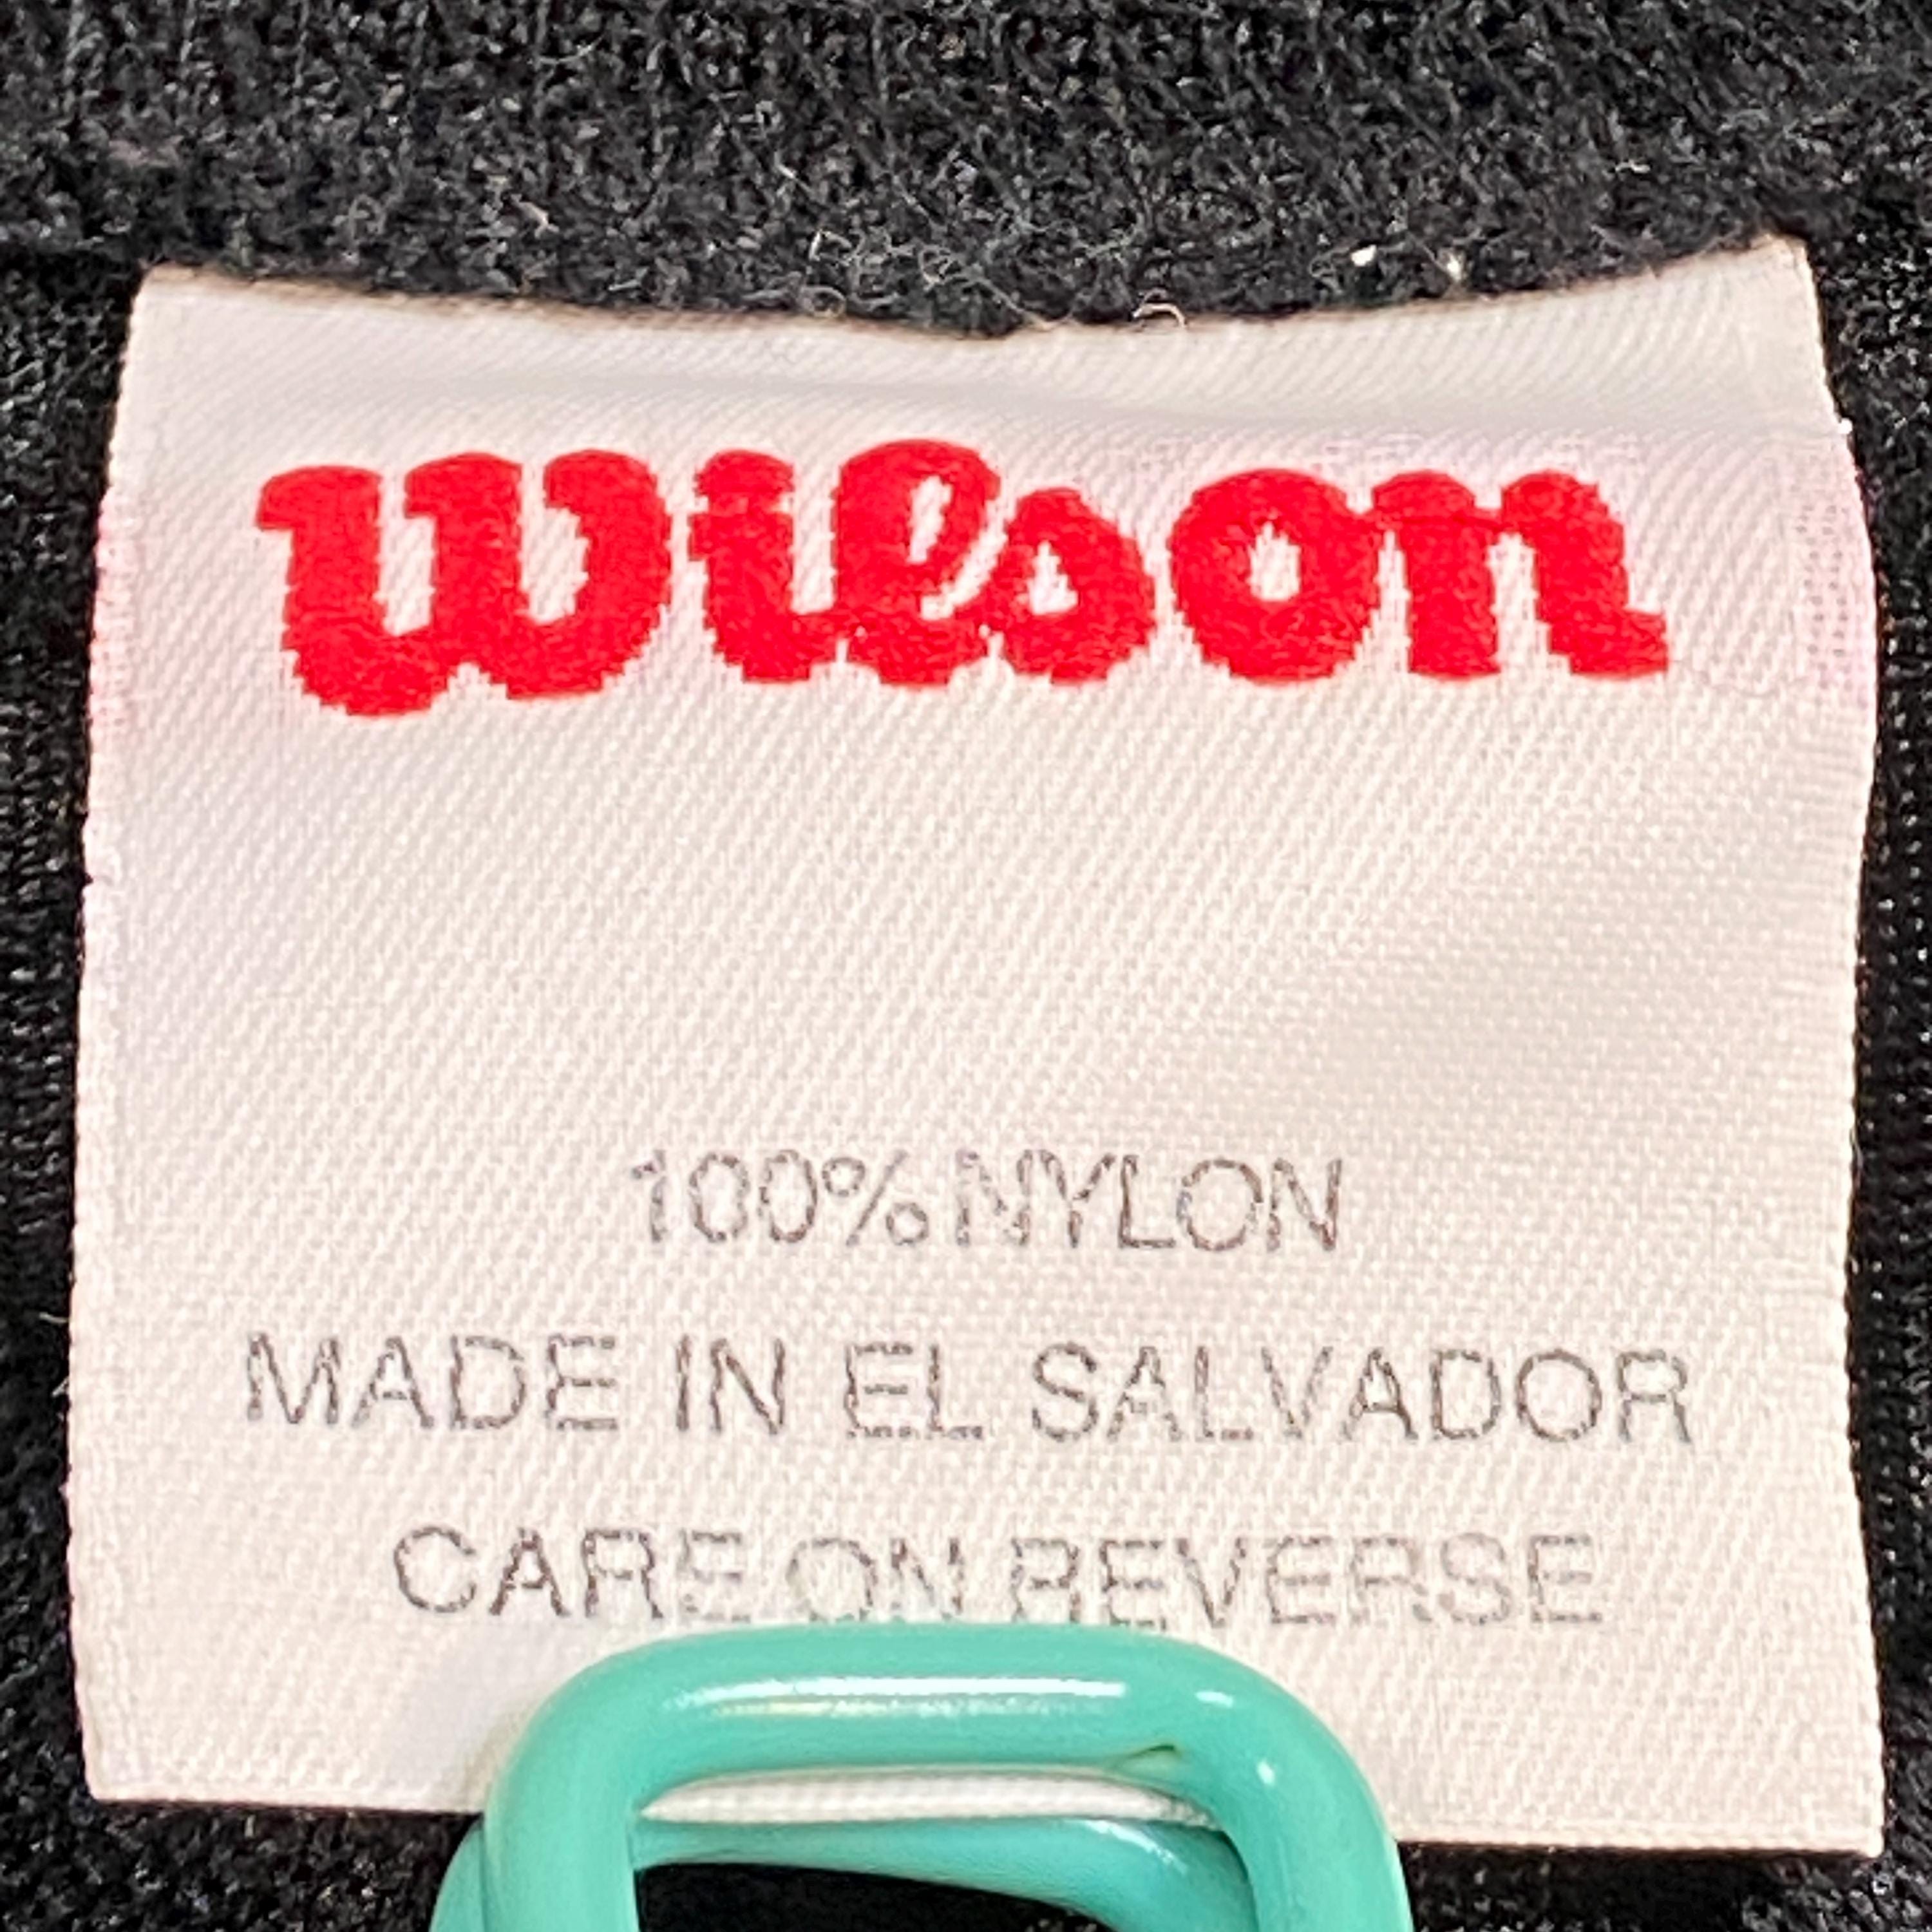 Wilson
100% NYLON
MADE IN EL SALVADOR
CARE ON REVERSE